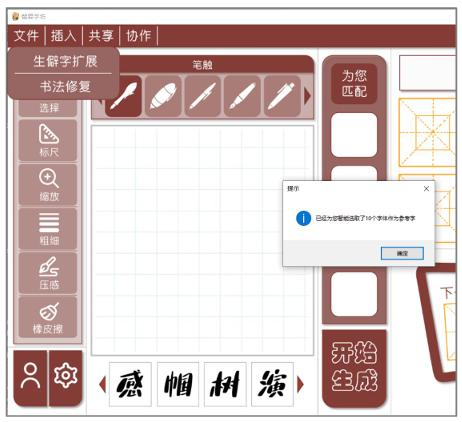 文件 插入 共享 协作
生僻字扩展
书法修复
选择
标尺
缩放
粗细
压感
橡皮擦
笔触
感 帼 树 演
为您
匹配
提示
已经为您智能选取了10个字体作为参考字
确定
开始
生成
下